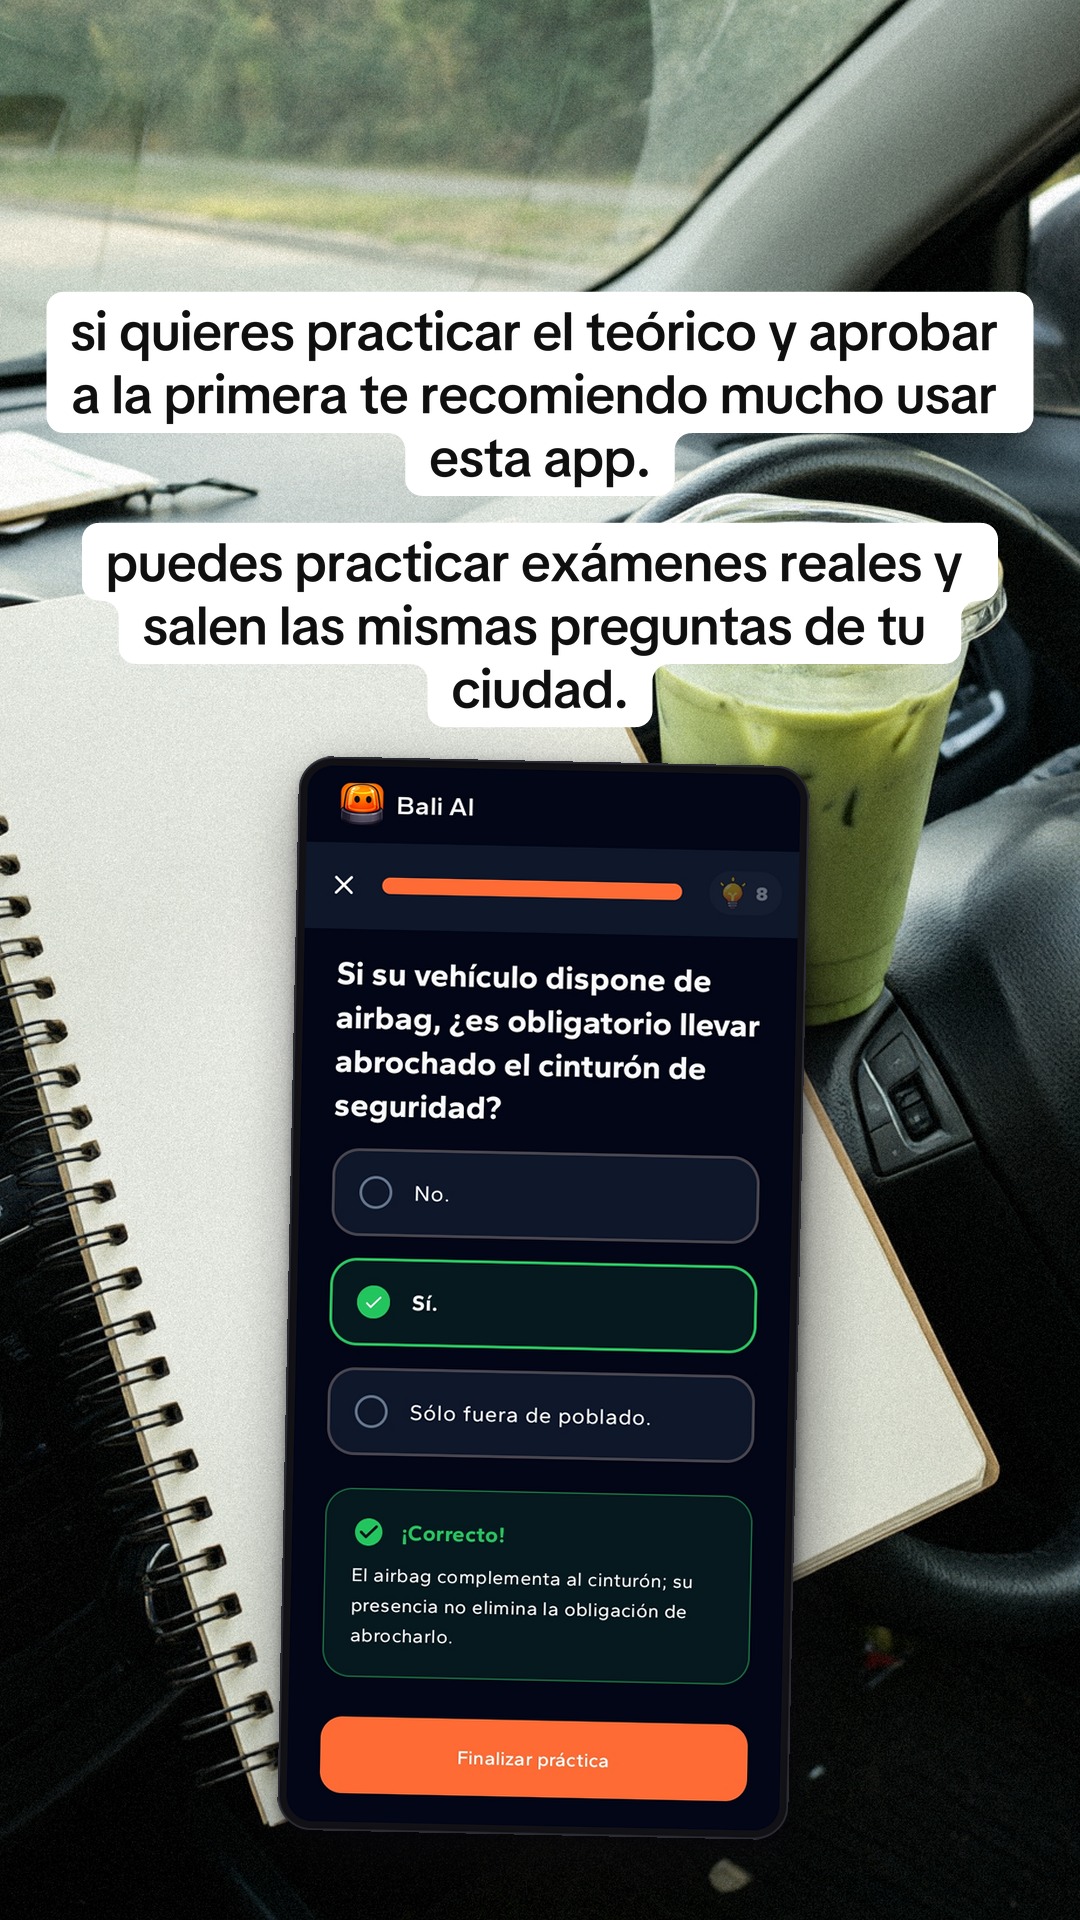 si quieres practicar el teórico y aprobar
a la primera te recomiendo mucho usar
esta app.
puedes practicar exámenes reales y
salen las mismas preguntas de tu
ciudad.
Bali AI
8
Si su vehículo dispone de
airbag, ¿es obligatorio llevar
abrochado el cinturón de
seguridad?
No.
Sí.
Sólo fuera de poblado.
¡Correcto!
El airbag complementa al cinturón; su
presencia no elimina la obligación de
abrocharlo.
Finalizar práctica